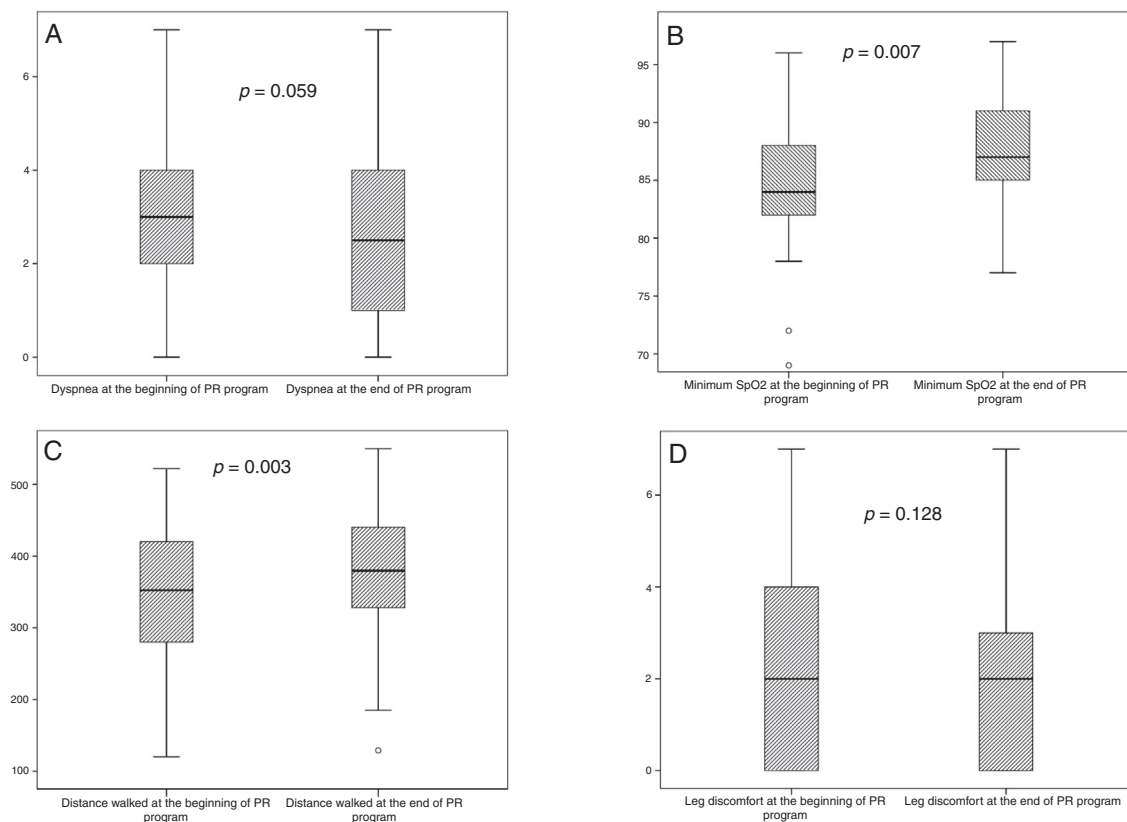 A
p = 0.059
6
4
2
0
Dyspnea at the beginning of PR program
Dyspnea at the end of PR program
B
p = 0.007
95
90
85
80
75
70
Minimum SpO2 at the beginning of PR
program
Minimum SpO2 at the end of PR
program
C
p = 0.003
500
400
300
200
100
Distance walked at the beginning of PR
program
Distance walked at the end of PR
program
D
p = 0.128
6
4
2
0
Leg discomfort at the beginning of PR
program
Leg discomfort at the end of PR program